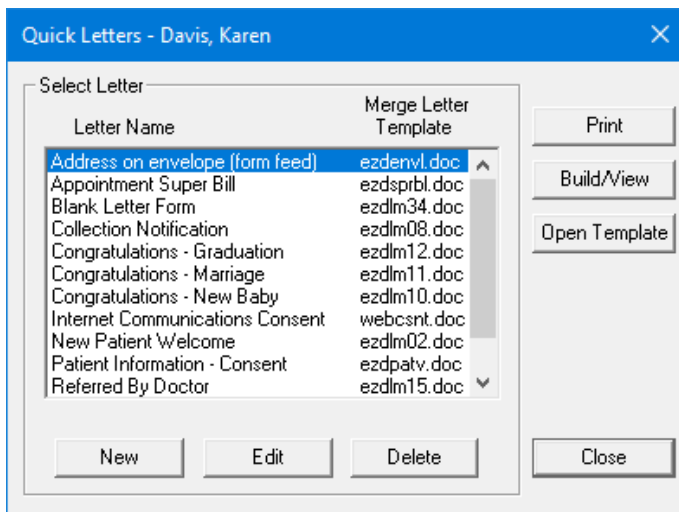 Quick Letters - Davis, Karen
Select Letter
Letter Name Merge Letter Template
Address on envelope (form feed) ezdenvl.doc
Appointment Super Bill ezdsprbl.doc
Blank Letter Form ezdlm34.doc
Collection Notification ezdlm08.doc
Congratulations - Graduation ezdlm12.doc
Congratulations - Marriage ezdlm11.doc
Congratulations - New Baby ezdlm10.doc
Internet Communications Consent webcsnt.doc
New Patient Welcome ezdlm02.doc
Patient Information - Consent ezdpatv.doc
Referred By Doctor ezdlm15.doc
Print
Build/View
Open Template
New Edit Delete Close